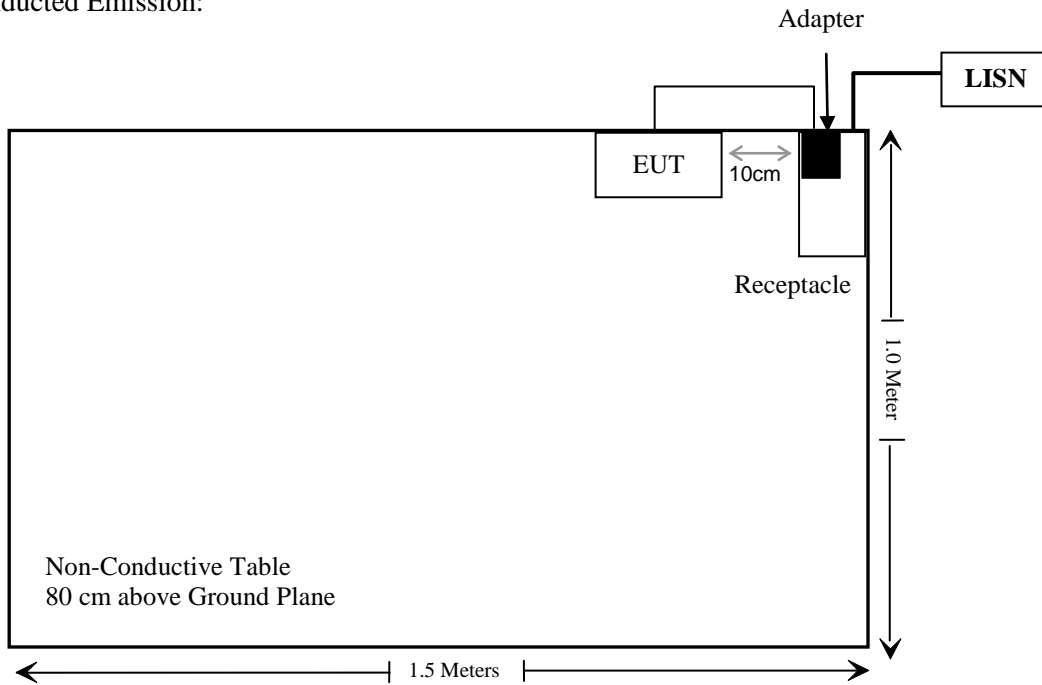 Emission:
Adapter
LISN
EUT
10cm
Receptacle
1.0 Meter
Non-Conductive Table
80 cm above Ground Plane
1.5 Meters